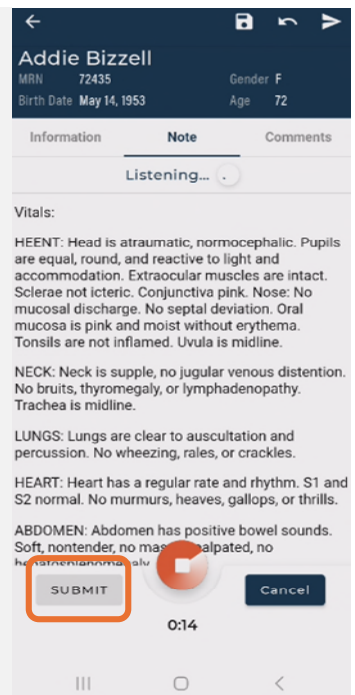 Addie Bizzell
MRN 72435 Gender F
Birth Date May 14, 1953 Age 72
Information Note Comments
Listening... .
Vitals:
HEENT: Head is atraumatic, normocephalic. Pupils
are equal, round, and reactive to light and
accommodation. Extraocular muscles are intact.
Sclerae not icteric. Conjunctiva pink. Nose: No
mucosal discharge. No septal deviation. Oral
mucosa is pink and moist without erythema.
Tonsils are not inflamed. Uvula is midline.
NECK: Neck is supple, no jugular venous distention.
No bruits, thyromegaly, or lymphadenopathy.
Trachea is midline.
LUNGS: Lungs are clear to auscultation and
percussion. No wheezing, rales, or crackles.
HEART: Heart has a regular rate and rhythm. S1 and
S2 normal. No murmurs, heaves, gallops, or thrills.
ABDOMEN: Abdomen has positive bowel sounds.
Soft, nontender, no no
SUBMIT Cancel
0:14